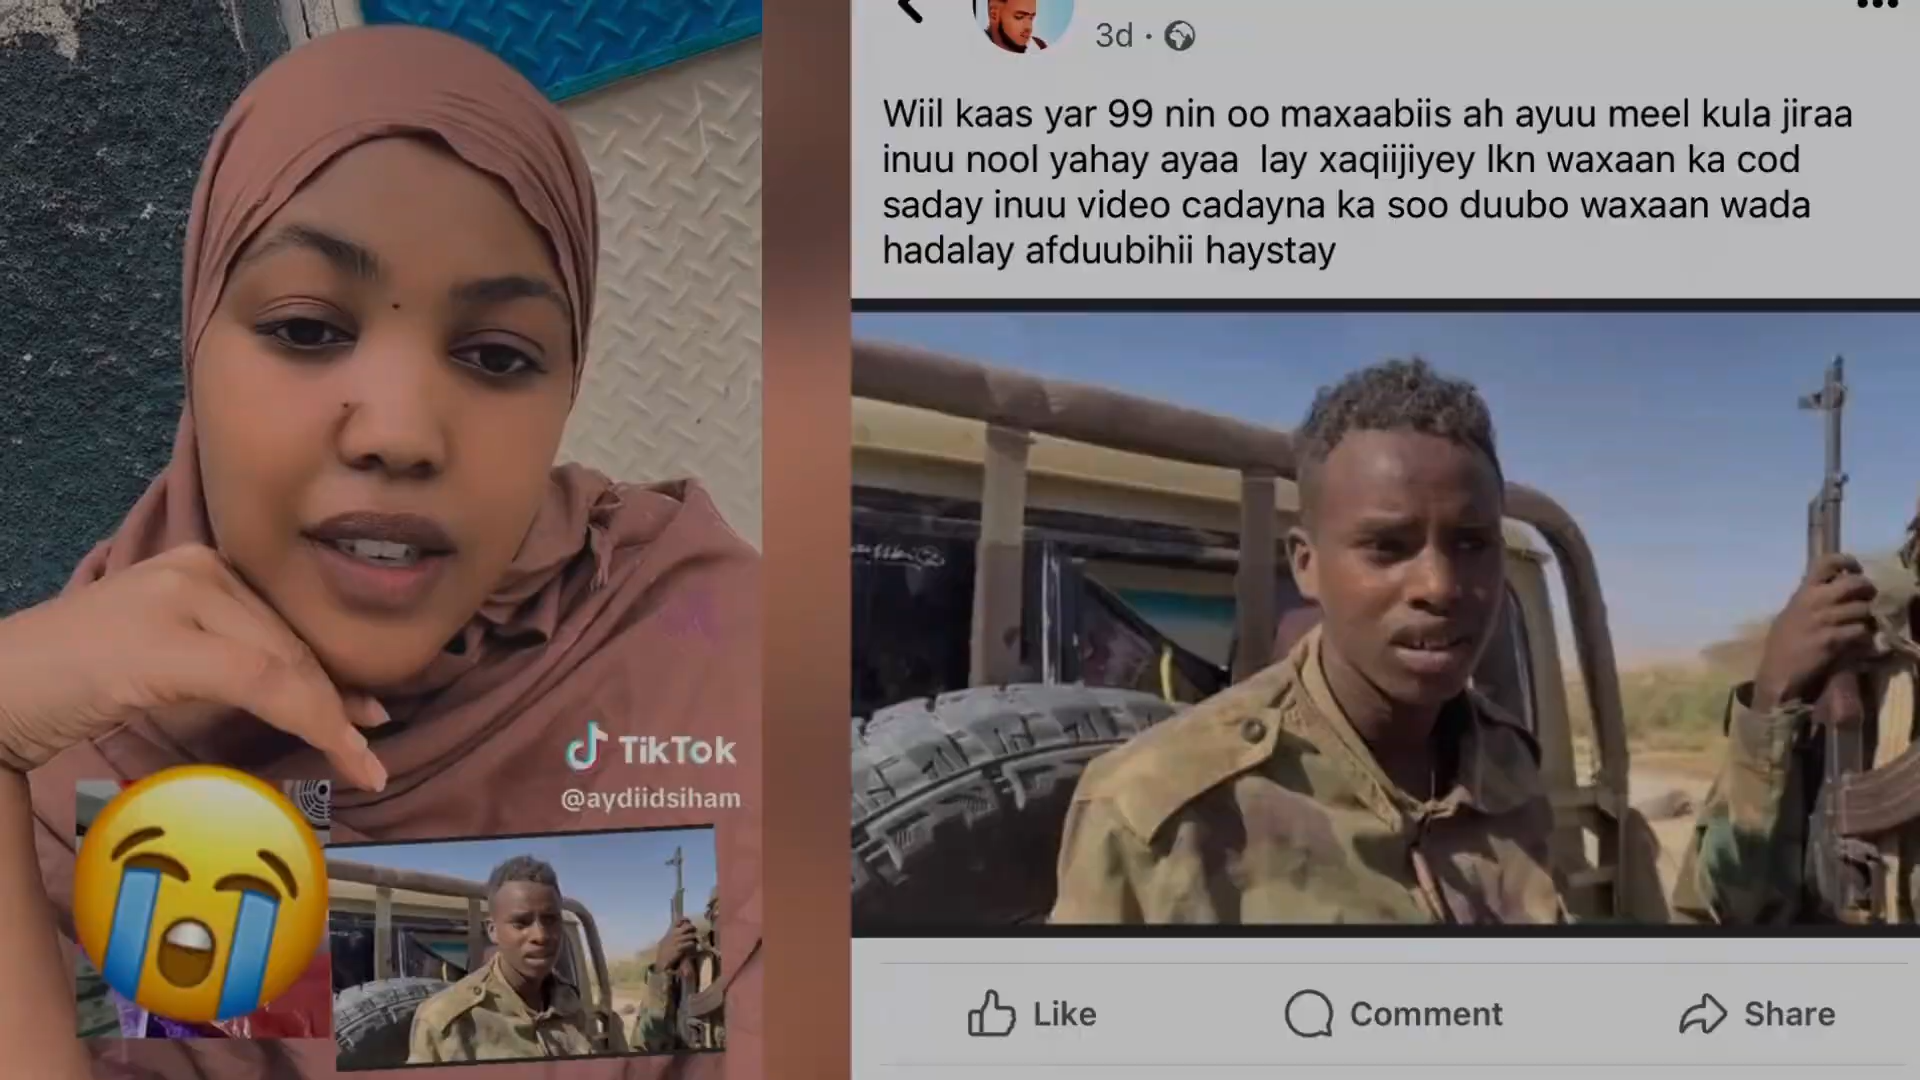 3d ·
Wiil kaas yar 99 nin oo maxaabiis ah ayuu meel kula jiraa
inuu nool yahay ayaa lay xaqiijiyey lkn waxaan ka cod
saday inuu video cadayna ka soo duubo waxaan wada
hadalay afduubihii haystay
TikTok
@aydiidsiham
Like
Comment
Share